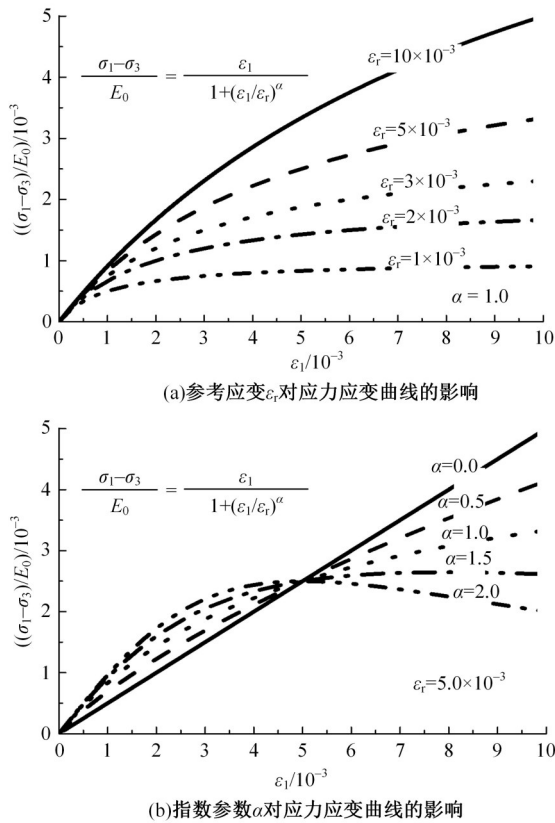 5
εr=10×10⁻³
σ1−σ3 / E0 = ε1 / 1+(ε1/εr)^α
4
εr=5×10⁻³
3
εr=3×10⁻³
((σ1−σ3)/E0)/10⁻³
2
εr=2×10⁻³
1
εr=1×10⁻³
α = 1.0
0
0 1 2 3 4 5 6 7 8 9 10
ε1/10⁻³
(a)参考应变εr对应力应变曲线的影响
5
α=0.0
σ1−σ3 / E0 = ε1 / 1+(ε1/εr)^α
4
α=0.5
α=1.0
3
α=1.5
((σ1−σ3)/E0)/10⁻³
2
α=2.0
1
εr=5.0×10⁻³
0
0 1 2 3 4 5 6 7 8 9 10
ε1/10⁻³
(b)指数参数α对应力应变曲线的影响